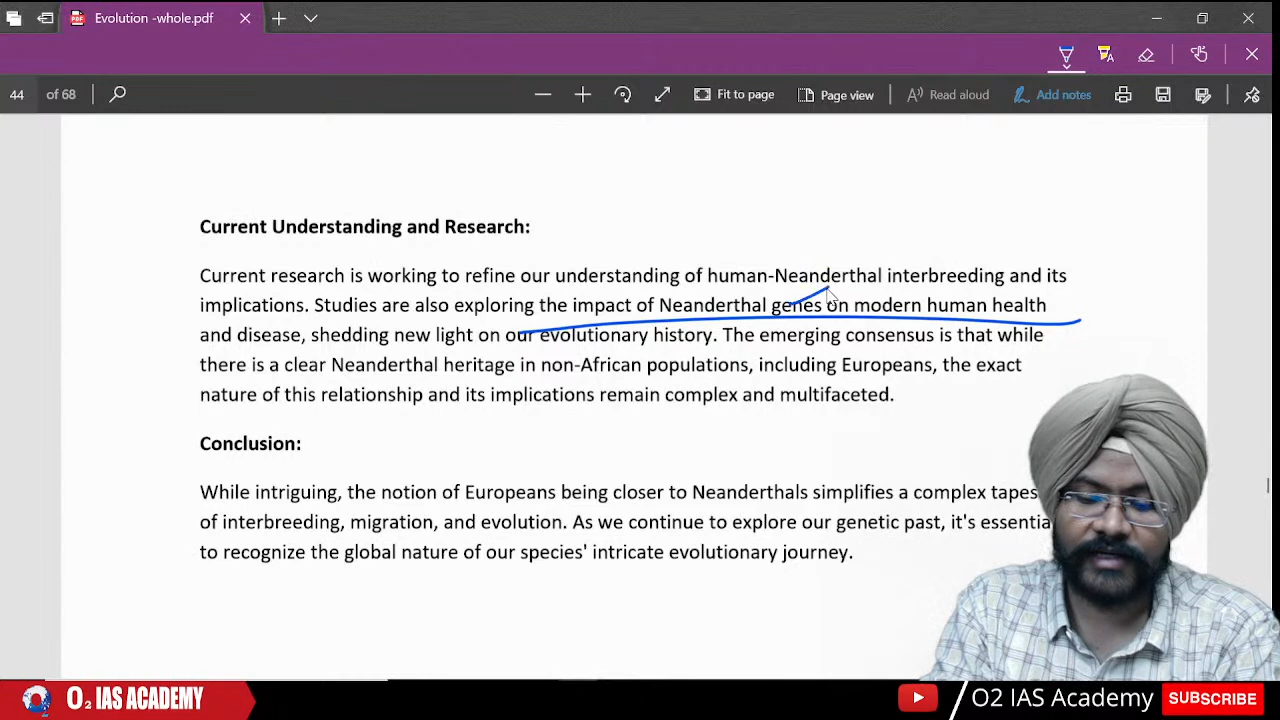 Evolution -whole.pdf
44 of 68
Fit to page
Page view
Read aloud
Add notes
Current Understanding and Research:
Current research is working to refine our understanding of human-Neanderthal interbreeding and its
implications. Studies are also exploring the impact of Neanderthal genes on modern human health
and disease, shedding new light on our evolutionary history. The emerging consensus is that while
there is a clear Neanderthal heritage in non-African populations, including Europeans, the exact
nature of this relationship and its implications remain complex and multifaceted.
Conclusion:
While intriguing, the notion of Europeans being closer to Neanderthals simplifies a complex tapes
of interbreeding, migration, and evolution. As we continue to explore our genetic past, it's essentia
to recognize the global nature of our species' intricate evolutionary journey.
O2 IAS ACADEMY
O2 IAS Academy
SUBSCRIBE